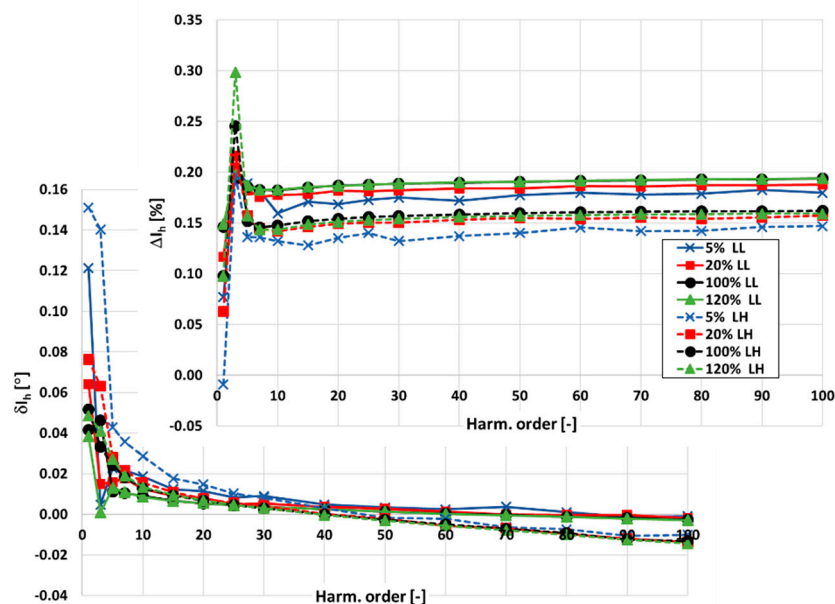 0.35
0.30
0.25
0.20
0.15
0.10
0.05
0.00
-0.05
ΔIₕ [%]
0 10 20 30 40 50 60 70 80 90 100
Harm. order [-]
5% LL
20% LL
100% LL
120% LL
5% LH
20% LH
100% LH
120% LH
0.16
0.14
0.12
0.10
0.08
0.06
0.04
0.02
0.00
-0.02
-0.04
δIₕ [°]
0 10 20 30 40 50 60 70 80 90 100
Harm. order [-]